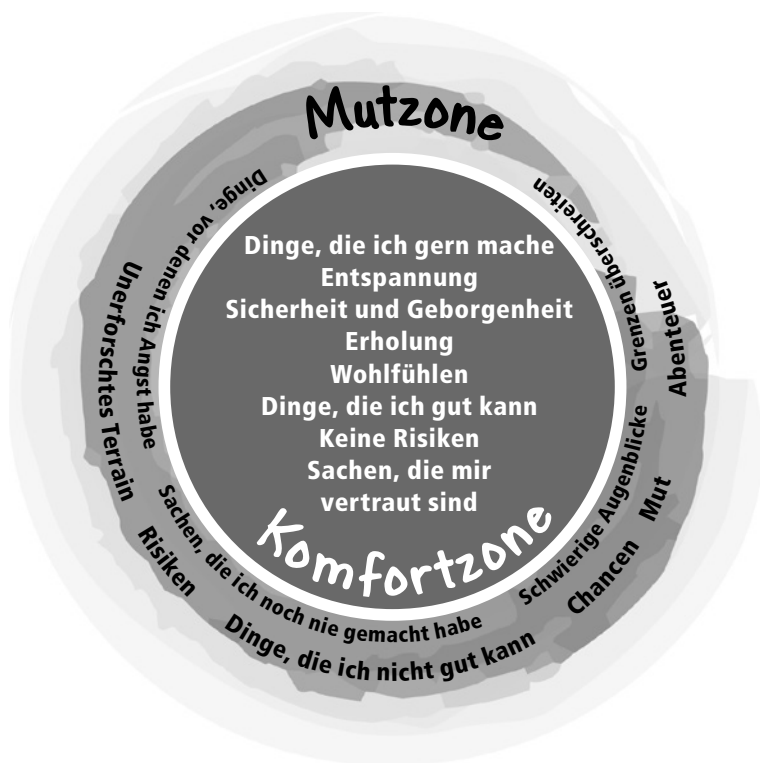 Mutzone
Dinge, vor denen ich Angst habe
Unerforschtes Terrain
Grenzen überschreiten
Abenteuer
Dinge, die ich gern mache
Entspannung
Sicherheit und Geborgenheit
Erholung
Wohlfühlen
Dinge, die ich gut kann
Keine Risiken
Sachen, die mir
vertraut sind
Komfortzone
Sachen, die ich noch nie gemacht habe
Schwierige Augenblicke
Risiken
Dinge, die ich nicht gut kann
Chancen
Mut